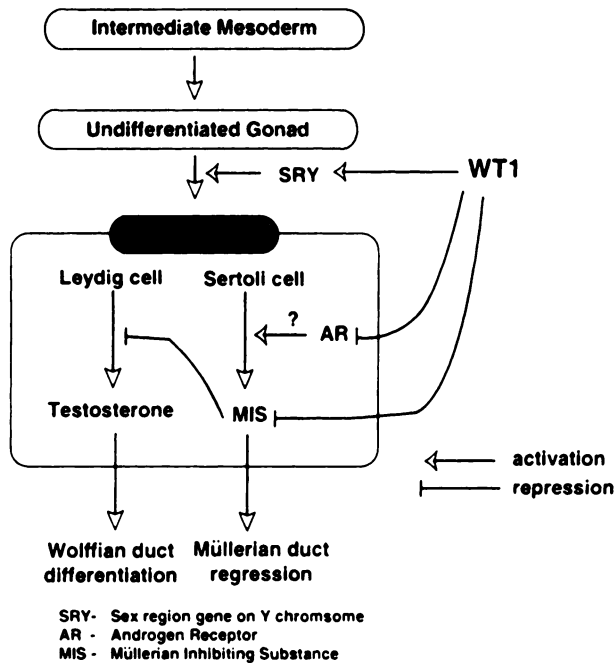 Intermediate Mesoderm
Undifferentiated Gonad
SRY
WT1
Leydig cell
Sertoli cell
?
AR
Testosterone
MIS
activation
repression
Wolffian duct
differentiation
Müllerian duct
regression
SRY- Sex region gene on Y chromsome
AR - Androgen Receptor
MIS - Müllerian Inhibiting Substance